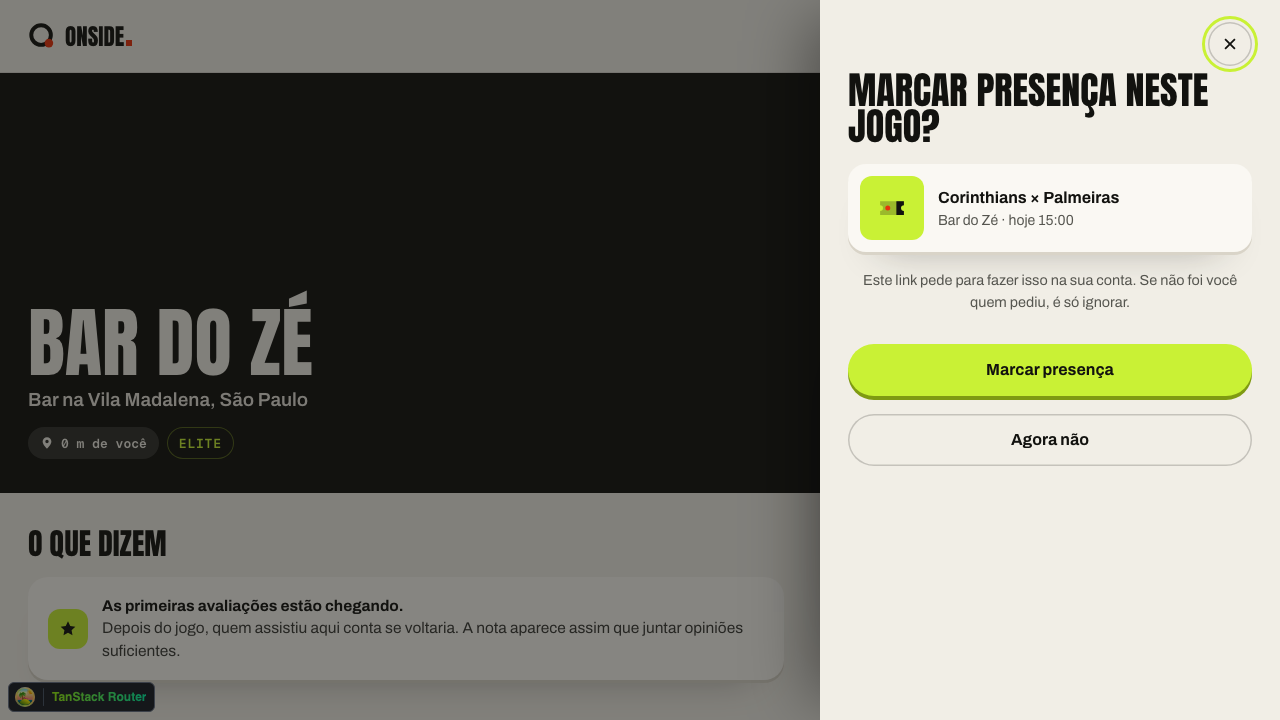 ONSIDE.
BAR DO ZÉ
Bar na Vila Madalena, São Paulo
0 m de você
ELITE
O QUE DIZEM
As primeiras avaliações estão chegando.
Depois do jogo, quem assistiu aqui conta se voltaria. A nota aparece assim que juntar opiniões
suficientes.
TanStack Router
MARCAR PRESENÇA NESTE
JOGO?
Corinthians × Palmeiras
Bar do Zé · hoje 15:00
Este link pede para fazer isso na sua conta. Se não foi você
quem pediu, é só ignorar.
Marcar presença
Agora não